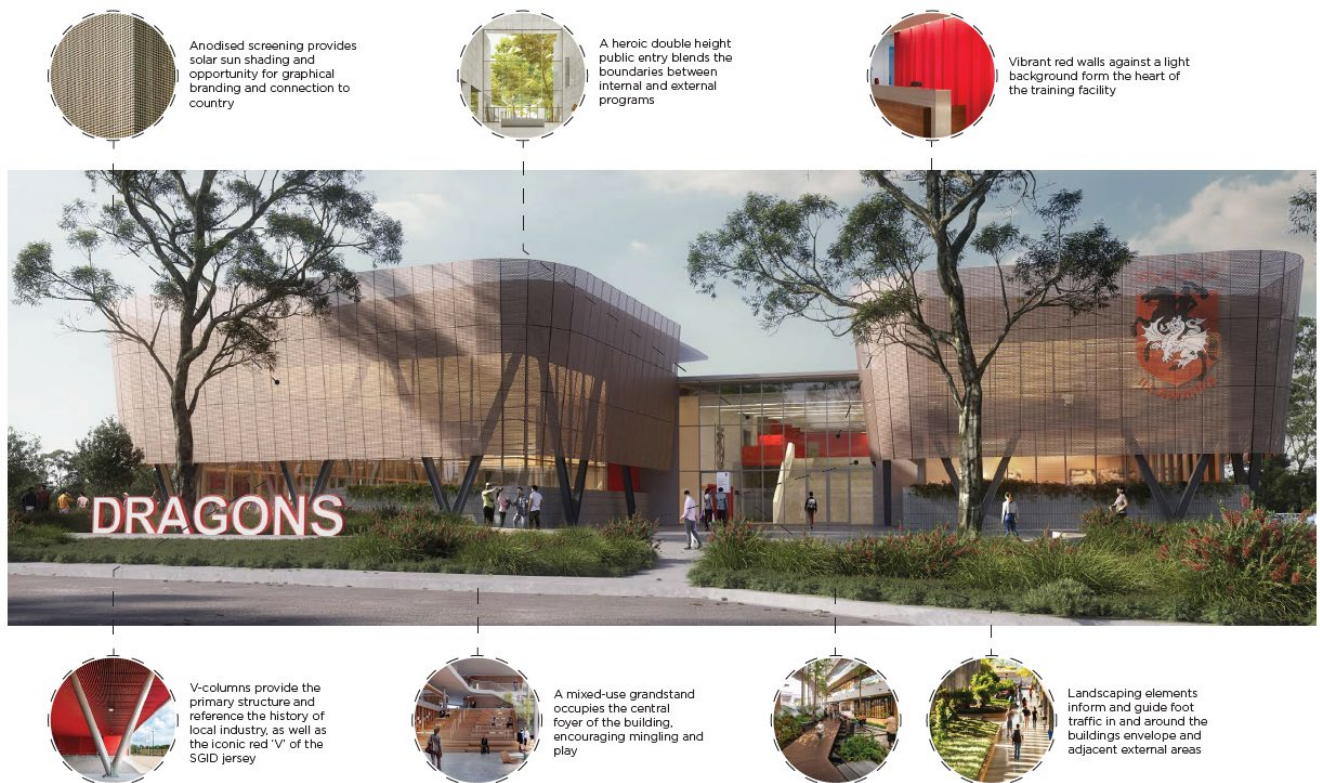 Anodised screening provides
solar sun shading and
opportunity for graphical
branding and connection to
country
A heroic double height
public entry blends the
boundaries between
internal and external
programs
Vibrant red walls against a light
background form the heart of
the training facility
DRAGONS
V-columns provide the
primary structure and
reference the history of
local industry, as well as
the iconic red 'V' of the
SGID jersey
A mixed-use grandstand
occupies the central
foyer of the building,
encouraging mingling and
play
Landscaping elements
inform and guide foot
traffic in and around the
buildings envelope and
adjacent external areas